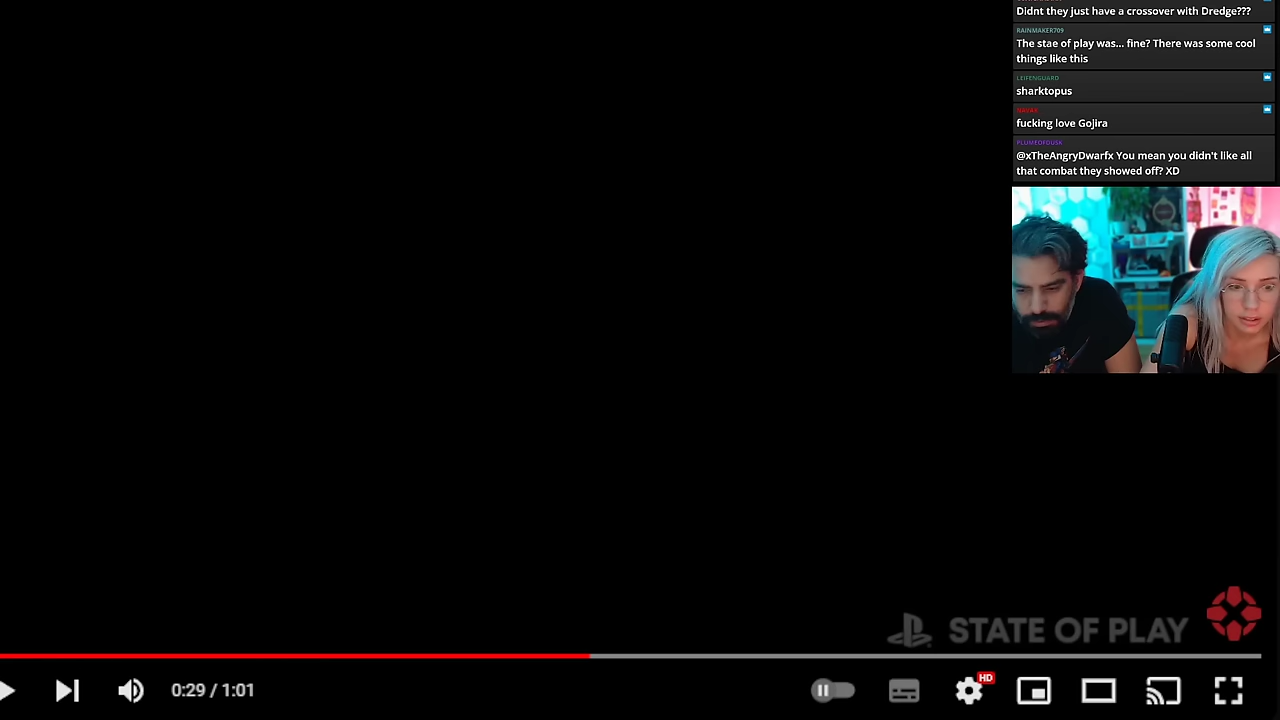 Didnt they just have a crossover with Dredge???
RAINMAKER709
The stae of play was... fine? There was some cool
things like this
LEIFENGUARD
sharktopus
fucking love Gojira
PLUMEOFDUSK
@xTheAngryDwarfx You mean you didn't like all
that combat they showed off? XD
STATE OF PLAY
HD
0:29 / 1:01